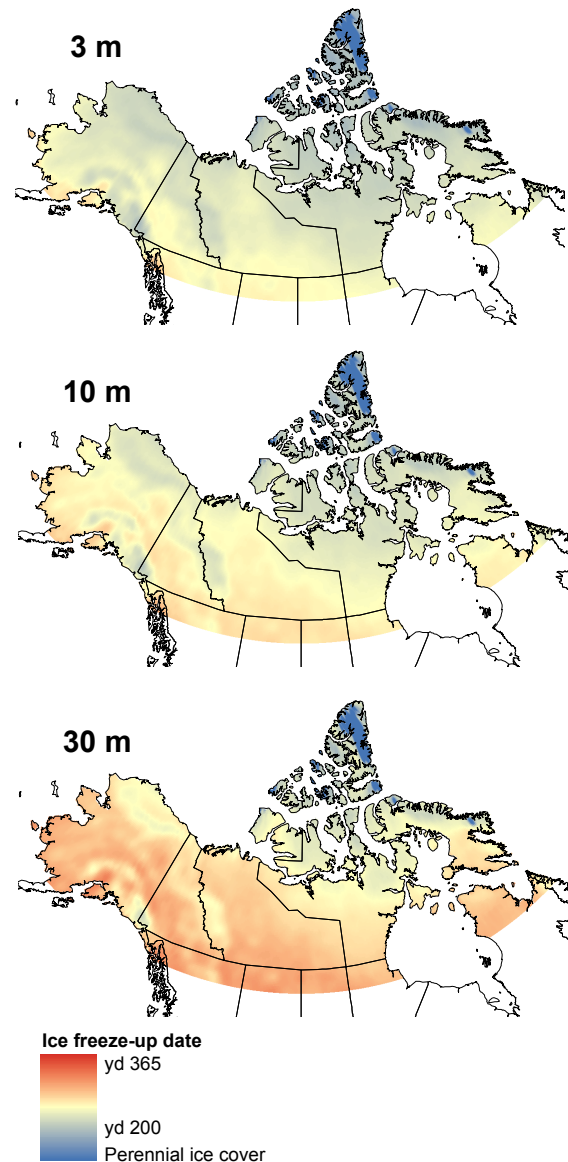 3 m
10 m
30 m
Ice freeze-up date
yd 365
yd 200
Perennial ice cover